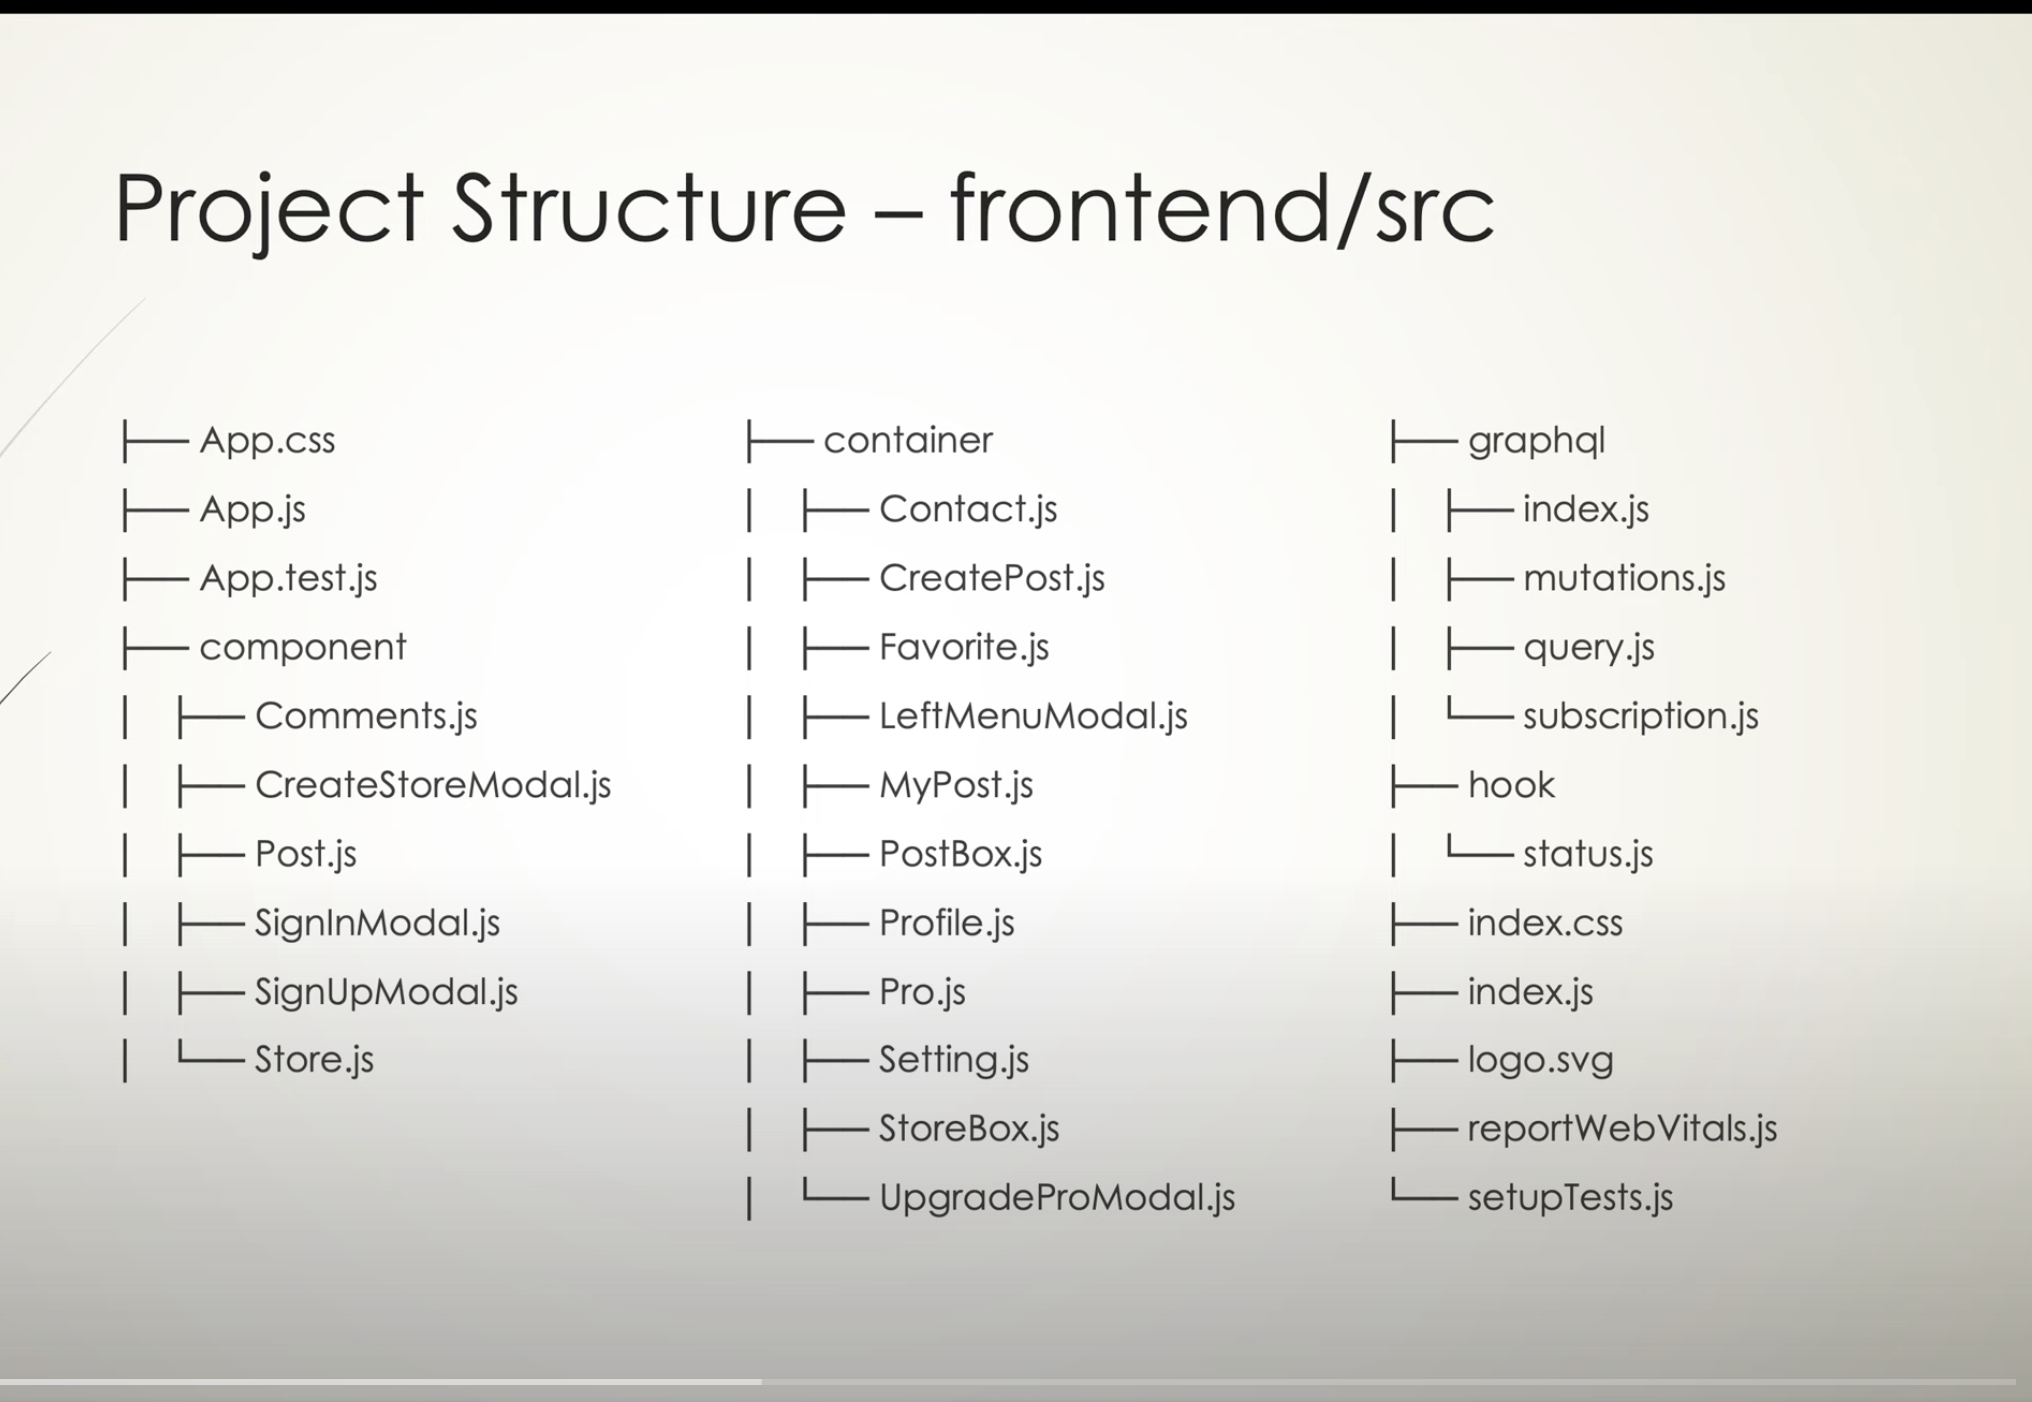 Project Structure – frontend/src
├── App.css
├── App.js
├── App.test.js
├── component
│   ├── Comments.js
│   ├── CreateStoreModal.js
│   ├── Post.js
│   ├── SignInModal.js
│   ├── SignUpModal.js
│   └── Store.js
├── container
│   ├── Contact.js
│   ├── CreatePost.js
│   ├── Favorite.js
│   ├── LeftMenuModal.js
│   ├── MyPost.js
│   ├── PostBox.js
│   ├── Profile.js
│   ├── Pro.js
│   ├── Setting.js
│   ├── StoreBox.js
│   └── UpgradeProModal.js
├── graphql
│   ├── index.js
│   ├── mutations.js
│   ├── query.js
│   └── subscription.js
├── hook
│   └── status.js
├── index.css
├── index.js
├── logo.svg
├── reportWebVitals.js
└── setupTests.js